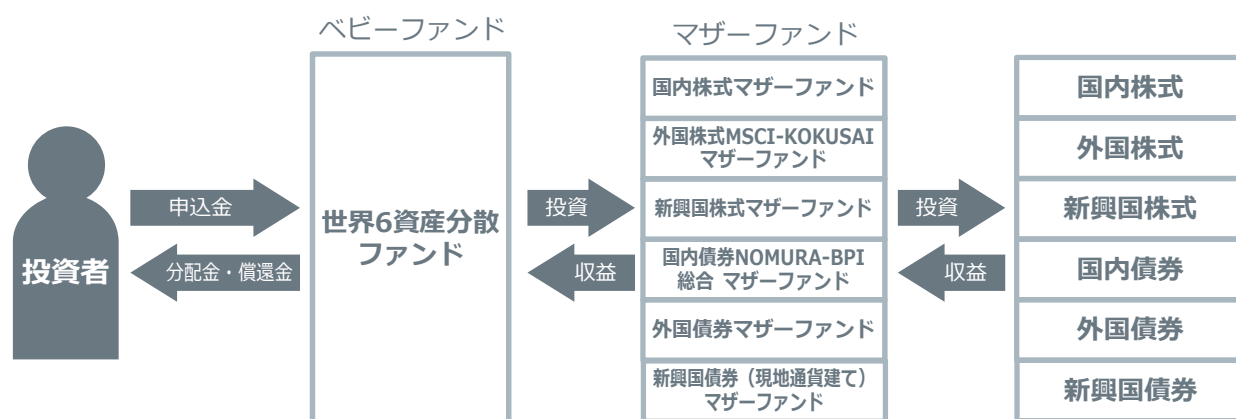 ベビーファンド
マザーファンド
投資者
申込金
分配金・償還金
世界6資産分散
ファンド
投資
収益
国内株式マザーファンド
外国株式MSCI-KOKUSAI
マザーファンド
新興国株式マザーファンド
国内債券NOMURA-BPI
総合 マザーファンド
外国債券マザーファンド
新興国債券（現地通貨建て）
マザーファンド
投資
収益
国内株式
外国株式
新興国株式
国内債券
外国債券
新興国債券